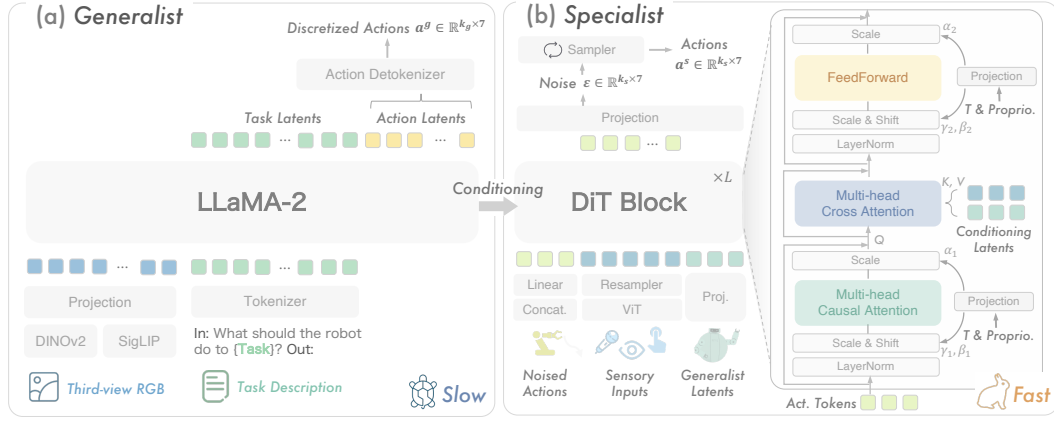 (a) Generalist
Discretized Actions a^g ∈ ℝ^{k_g×7}
Action Detokenizer
Task Latents
Action Latents
...
...
LLaMA-2
...
...
Projection
Tokenizer
DINOv2
SigLIP
In: What should the robot
do to {Task}? Out:
Third-view RGB
Task Description
Slow
Conditioning
(b) Specialist
Sampler
Actions
a^s ∈ ℝ^{k_s×7}
Noise ε ∈ ℝ^{k_s×7}
Projection
...
×L
DiT Block
Linear
Concat.
Resampler
ViT
Proj.
Noised
Actions
Sensory
Inputs
Generalist
Latents
Scale
α₂
FeedForward
Projection
T & Proprio.
Scale & Shift
γ₂, β₂
LayerNorm
Multi-head
Cross Attention
K, V
Conditioning
Latents
Q
Scale
α₁
Multi-head
Causal Attention
Projection
T & Proprio.
Scale & Shift
γ₁, β₁
LayerNorm
Act. Tokens
Fast